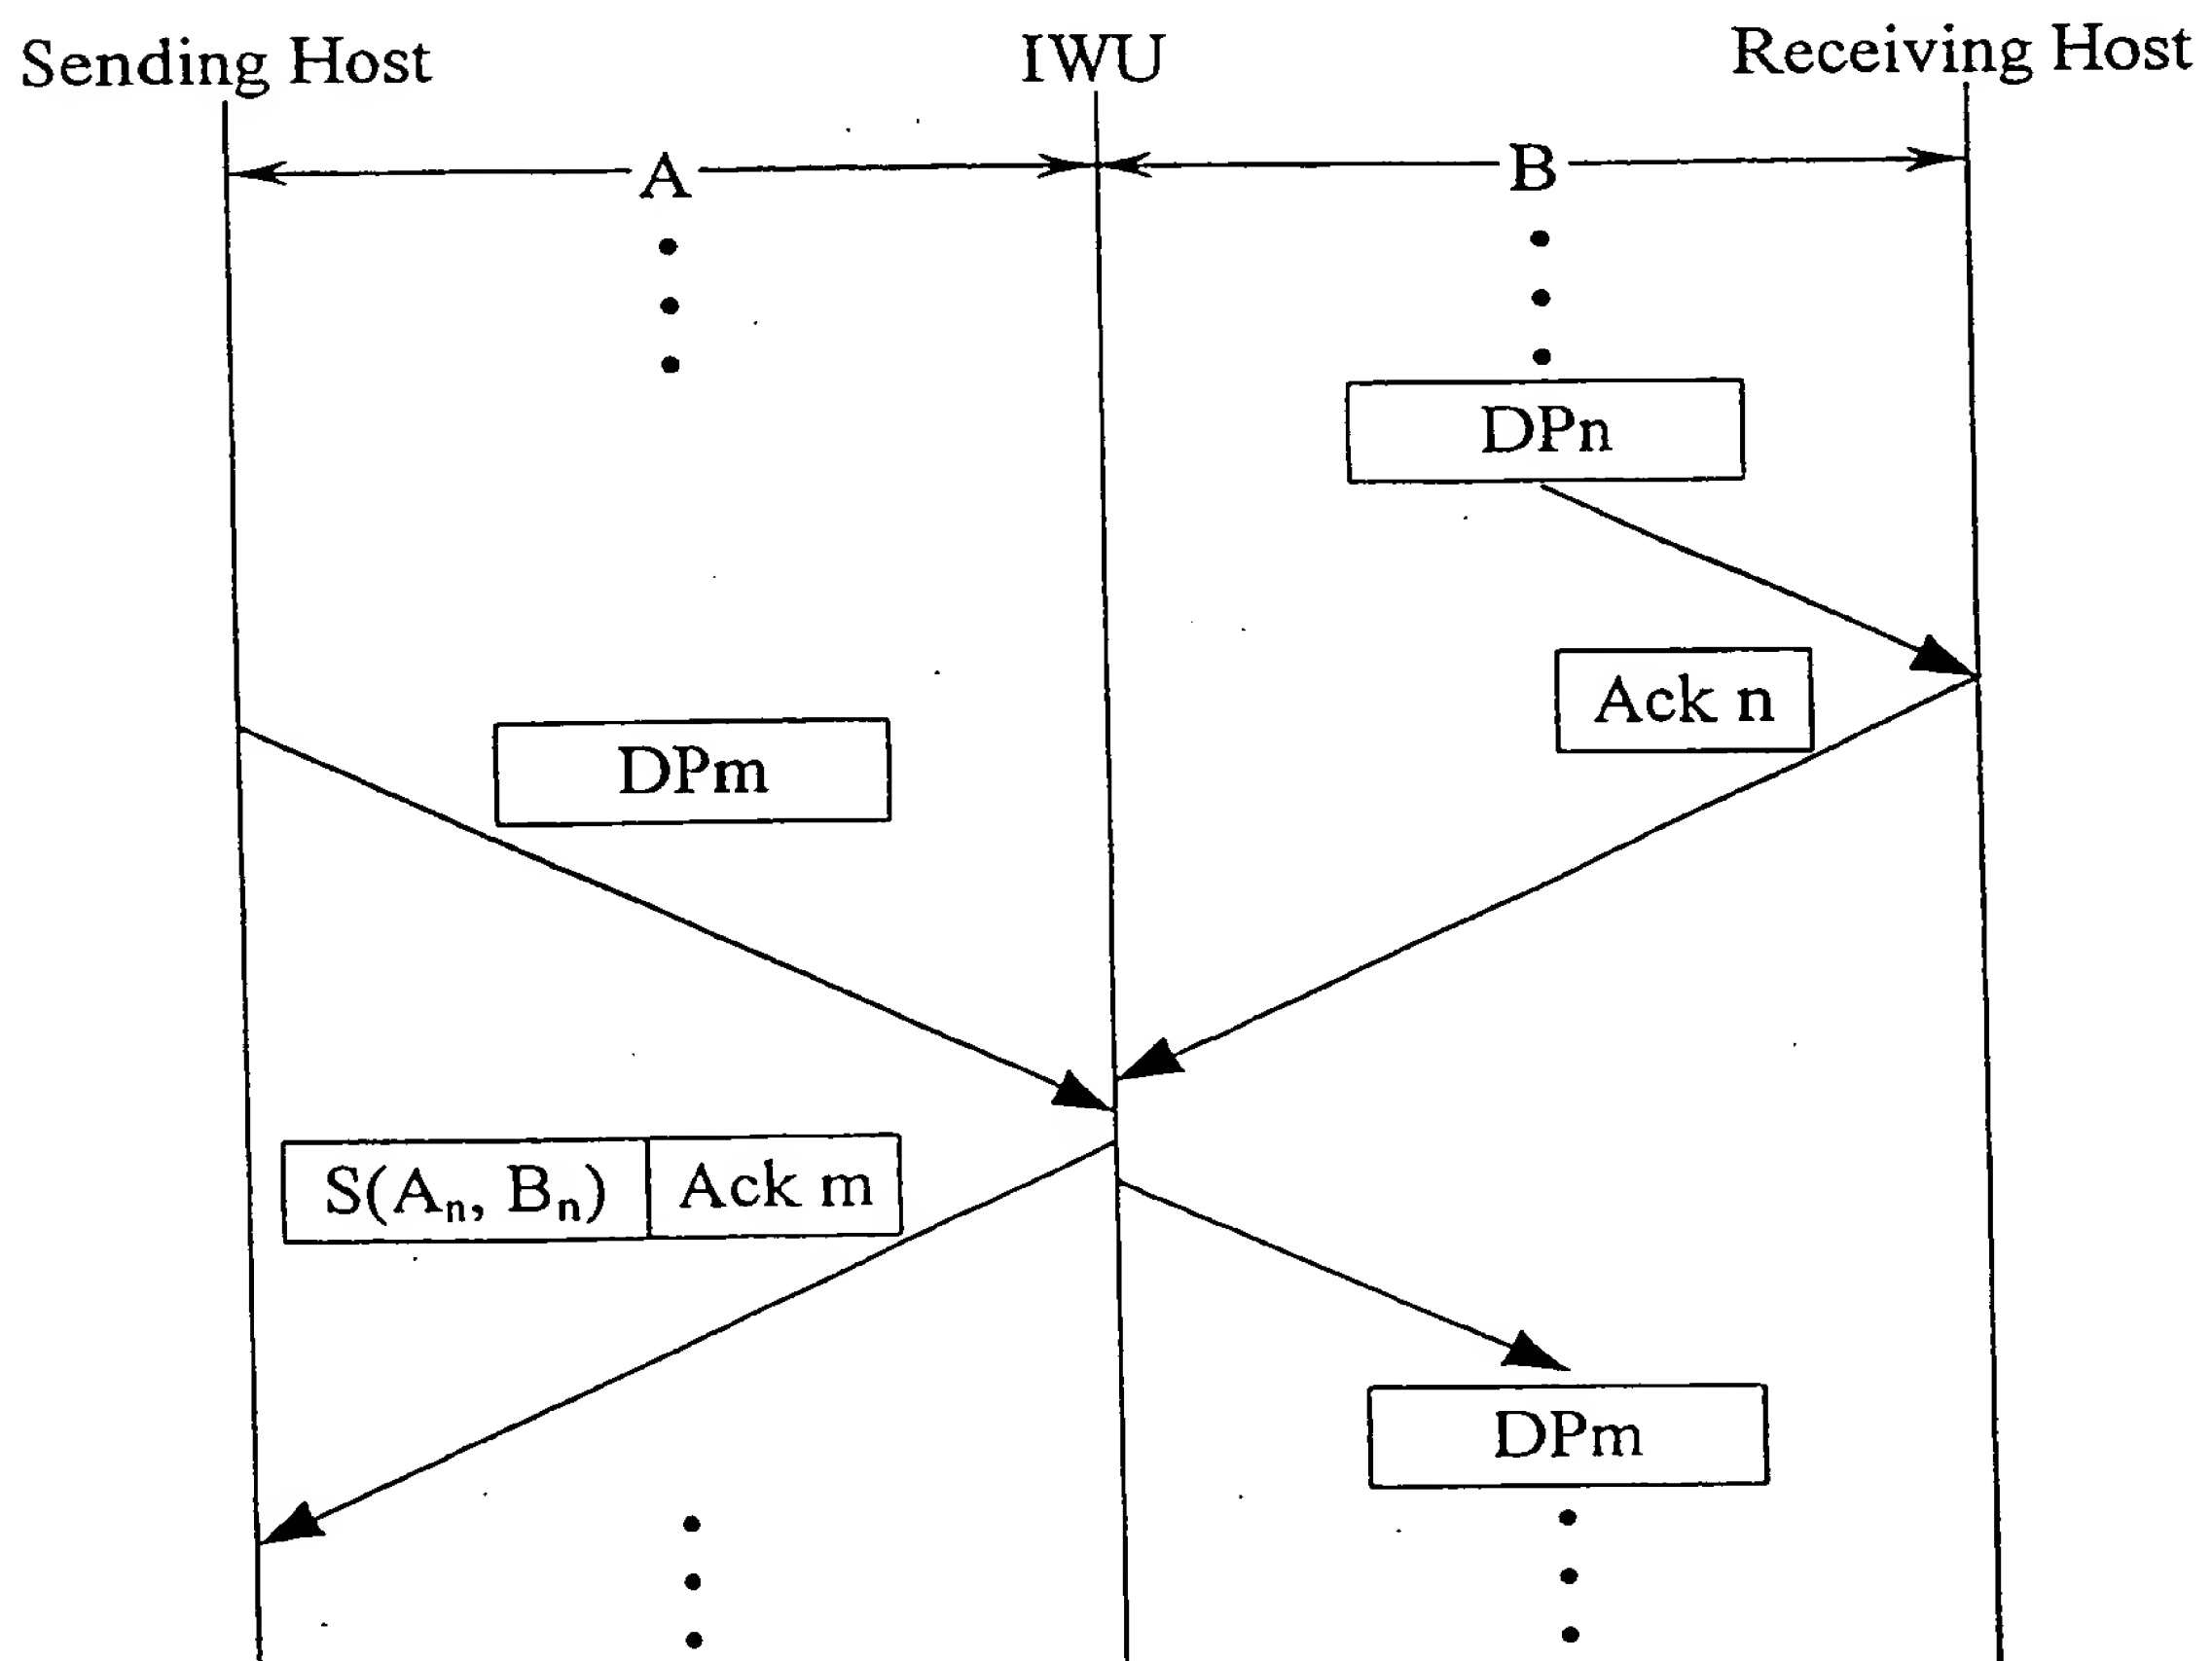 Sending Host
IWU
Receiving Host
A
B
DPn
Ack n
DPm
S(Aₙ, Bₙ)
Ack m
DPm